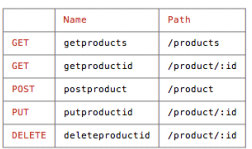 Name Path
GET getproducts /products
GET getproductid /product/:id
POST postproduct /product
PUT putproductid /product/:id
DELETE deleteproductid /product/:id